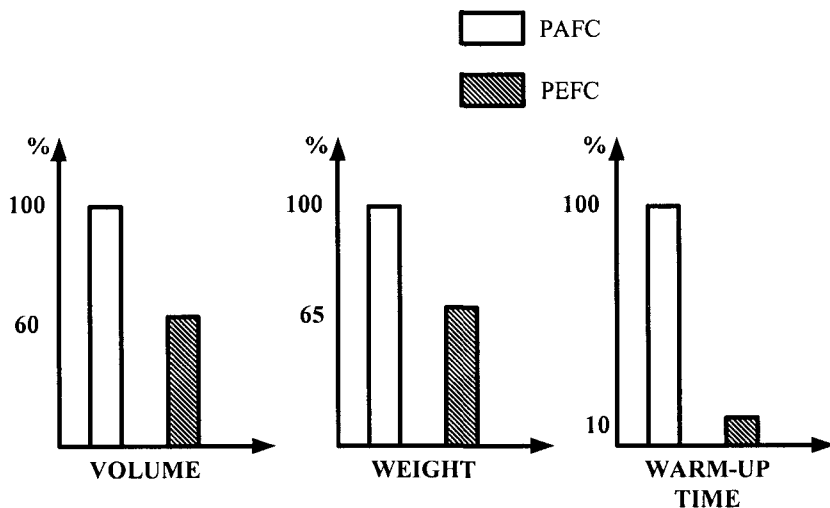 PAFC
PEFC
%
100
60
VOLUME
%
100
65
WEIGHT
%
100
10
WARM-UP
TIME